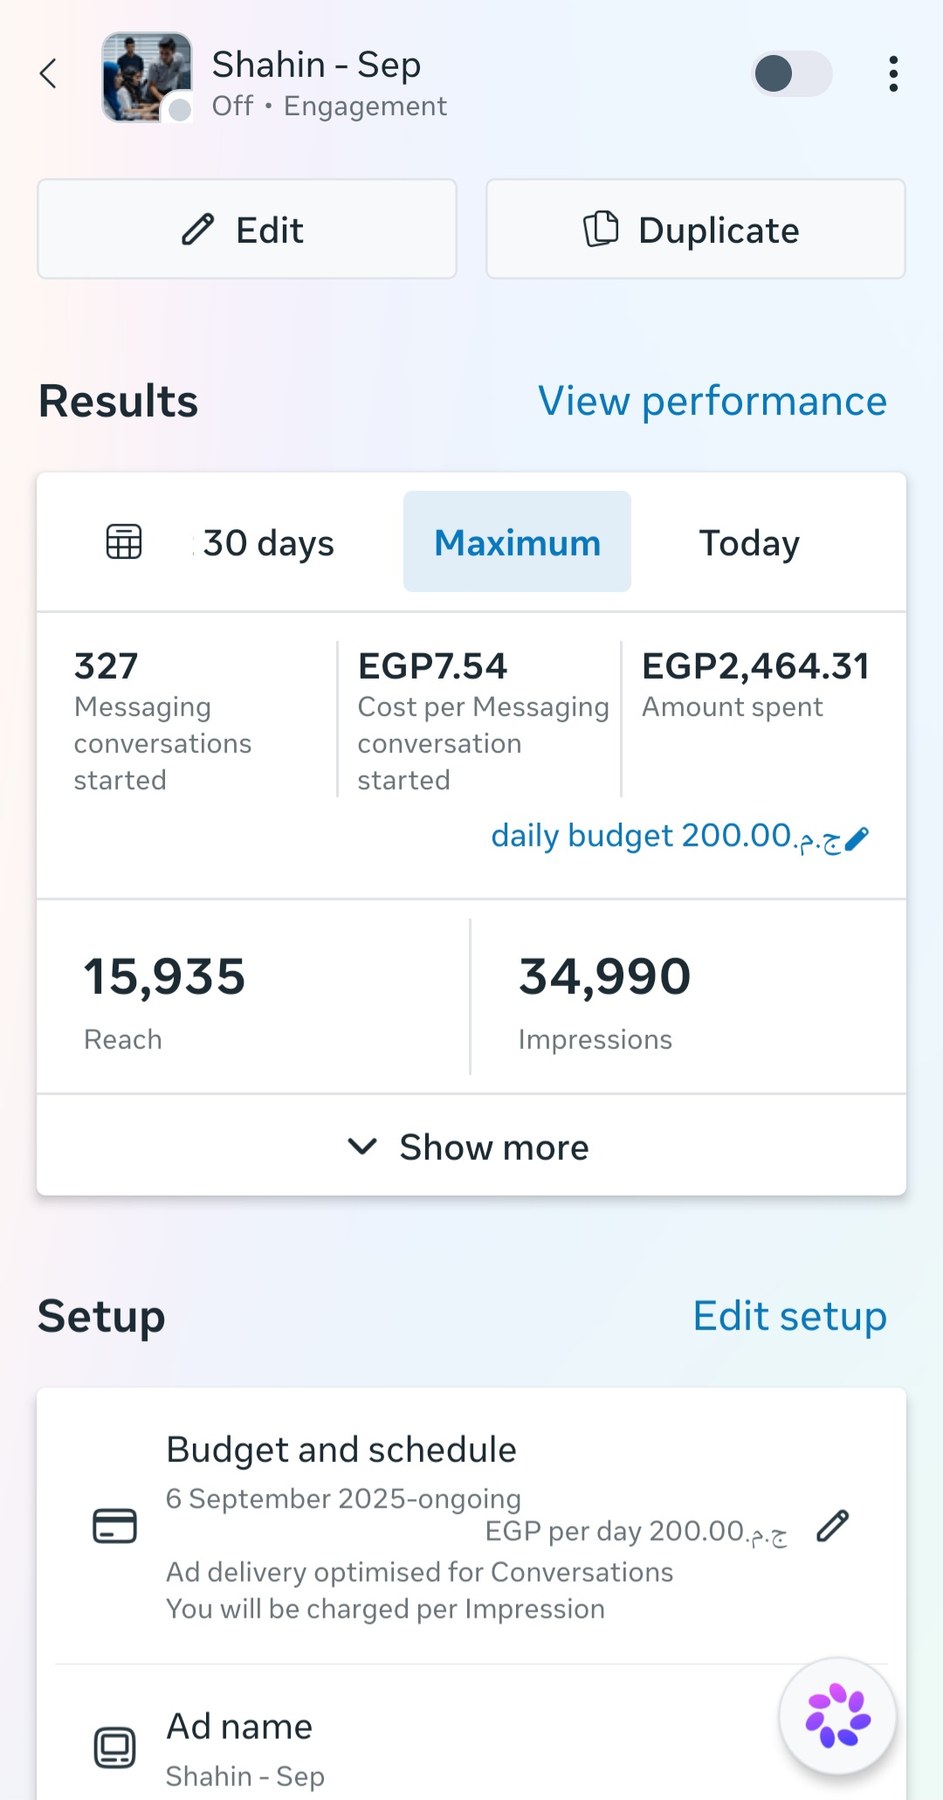 Shahin - Sep
Off • Engagement
Edit
Duplicate
Results
View performance
30 days
Maximum
Today
327
Messaging
conversations
started
EGP7.54
Cost per Messaging
conversation
started
EGP2,464.31
Amount spent
daily budget 200.00.ج.م
15,935
Reach
34,990
Impressions
Show more
Setup
Edit setup
Budget and schedule
6 September 2025-ongoing
EGP per day 200.00.ج.م
Ad delivery optimised for Conversations
You will be charged per Impression
Ad name
Shahin - Sep